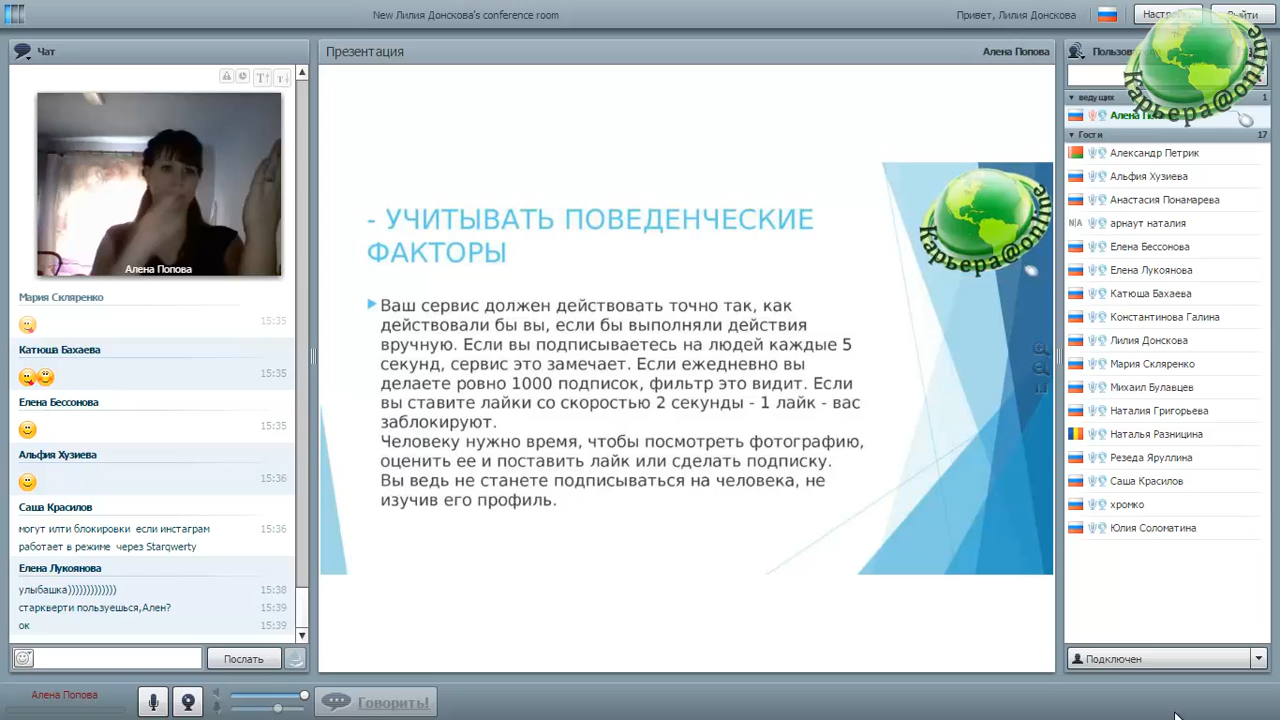 New Лилия Донскова's conference room
Привет, Лилия Донскова
Настройки
Выйти
Чат
Алена Попова
Мария Скляренко
15:35
Катюша Бахаева
15:35
Елена Бессонова
15:35
Альфия Хузиева
15:36
Саша Красилов
могут илти блокировки если инстаграм 15:36
работает в режиме через Starqwerty
Елена Лукоянова
улыбашка))))))))))))) 15:38
старкверти пользуешься,Ален? 15:39
ок 15:39
Послать
Презентация
Алена Попова
- УЧИТЫВАТЬ ПОВЕДЕНЧЕСКИЕ
ФАКТОРЫ
Карьера@online
Ваш сервис должен действовать точно так, как
действовали бы вы, если бы выполняли действия
вручную. Если вы подписываетесь на людей каждые 5
секунд, сервис это замечает. Если ежедневно вы
делаете ровно 1000 подписок, фильтр это видит. Если
вы ставите лайки со скоростью 2 секунды - 1 лайк - вас
заблокируют.
Человеку нужно время, чтобы посмотреть фотографию,
оценить ее и поставить лайк или сделать подписку.
Вы ведь не станете подписываться на человека, не
изучив его профиль.
Карьера@online
ведущих 1
Алена
Гости 17
Александр Петрик
Альфия Хузиева
Анастасия Понамарева
N/A арнаут наталия
Елена Бессонова
Елена Лукоянова
Катюша Бахаева
Константинова Галина
Лилия Донскова
Мария Скляренко
Михаил Булавцев
Наталия Григорьева
Наталья Разницина
Резеда Яруллина
Саша Красилов
хромко
Юлия Соломатина
Подключен
Алена Попова
Говорить!